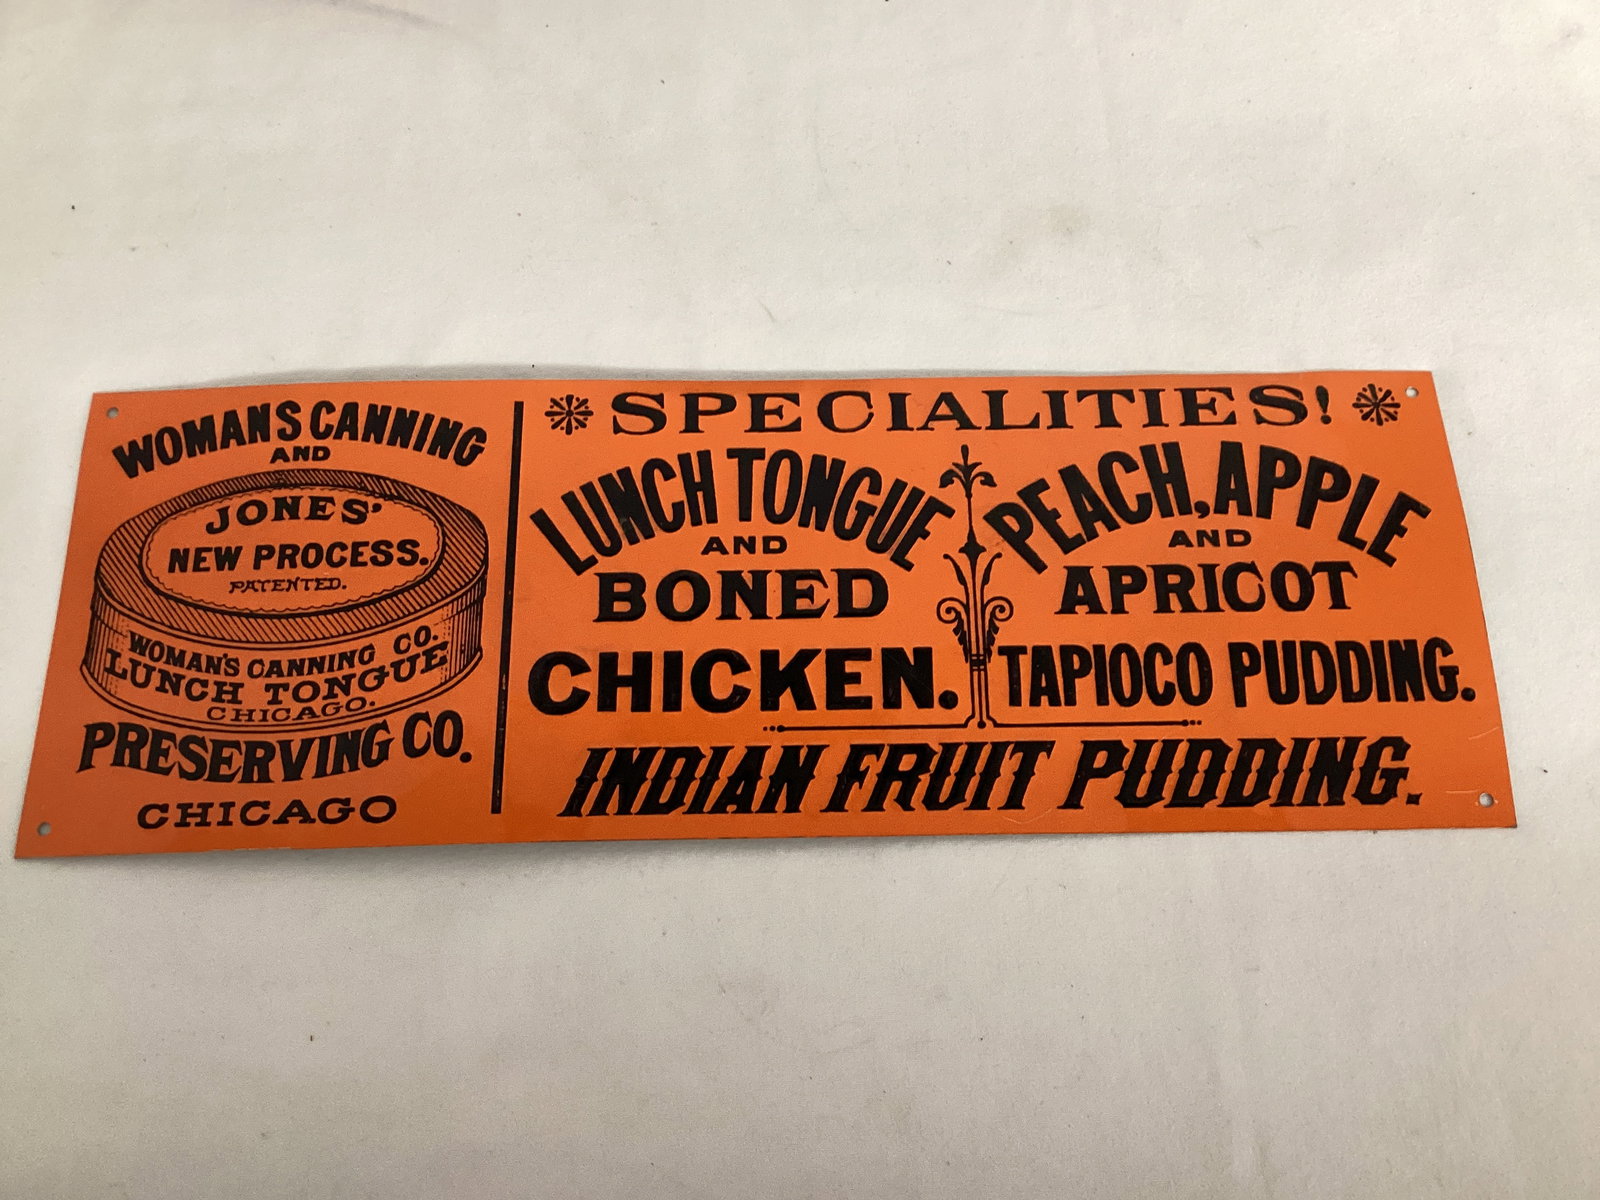 WOMANS CANNING
AND
JONES'
NEW PROCESS.
PATENTED.
WOMAN'S CANNING CO.
LUNCH TONGUE
CHICAGO.
PRESERVING CO.
CHICAGO
SPECIALITIES!
LUNCH TONGUE
AND
BONED
CHICKEN.
PEACH, APPLE
AND
APRICOT
TAPIOCO PUDDING.
INDIAN FRUIT PUDDING.